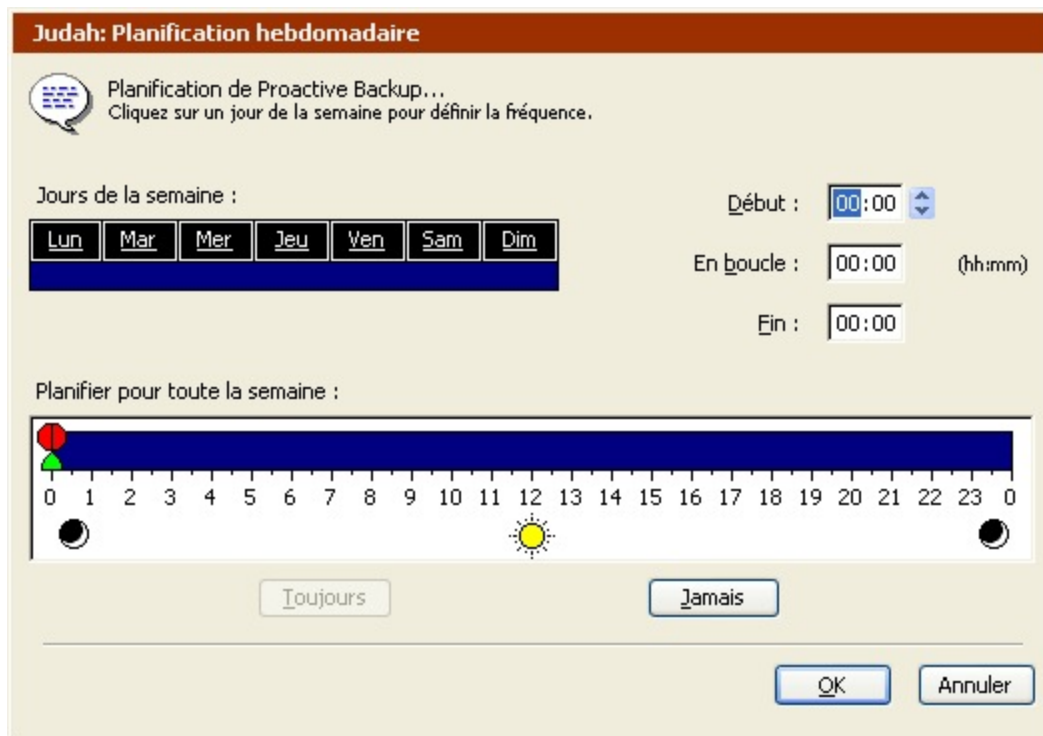 Judah: Planification hebdomadaire
Planification de Proactive Backup...
Cliquez sur un jour de la semaine pour définir la fréquence.
Jours de la semaine :
Lun Mar Mer Jeu Ven Sam Dim
Début : 00:00
En boucle : 00:00 (hh:mm)
Fin : 00:00
Planifier pour toute la semaine :
0 1 2 3 4 5 6 7 8 9 10 11 12 13 14 15 16 17 18 19 20 21 22 23 0
Toujours Jamais
OK Annuler